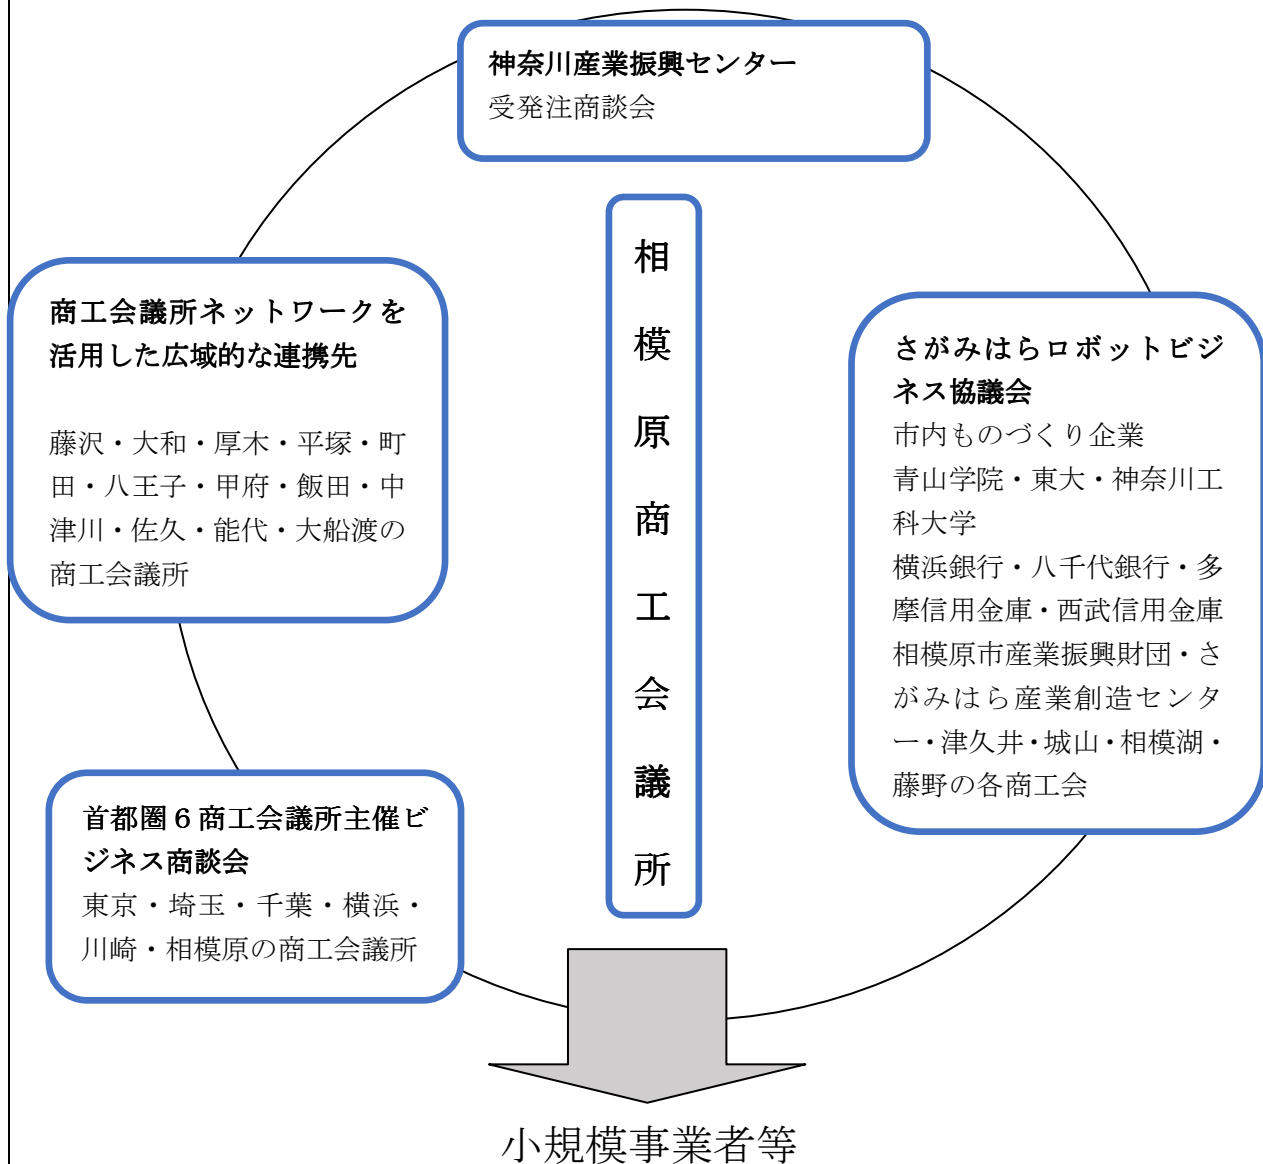 神奈川産業振興センター
受発注商談会
相模原商工会議所
商工会議所ネットワークを
活用した広域的な連携先
藤沢・大和・厚木・平塚・町
田・八王子・甲府・飯田・中
津川・佐久・能代・大船渡の
商工会議所
さがみはらロボットビジ
ネス協議会
市内ものづくり企業
青山学院・東大・神奈川工
科大学
横浜銀行・八千代銀行・多
摩信用金庫・西武信用金庫
相模原市産業振興財団・さ
がみはら産業創造センタ
ー・津久井・城山・相模湖・
藤野の各商工会
首都圏６商工会議所主催ビ
ジネス商談会
東京・埼玉・千葉・横浜・
川崎・相模原の商工会議所
小規模事業者等